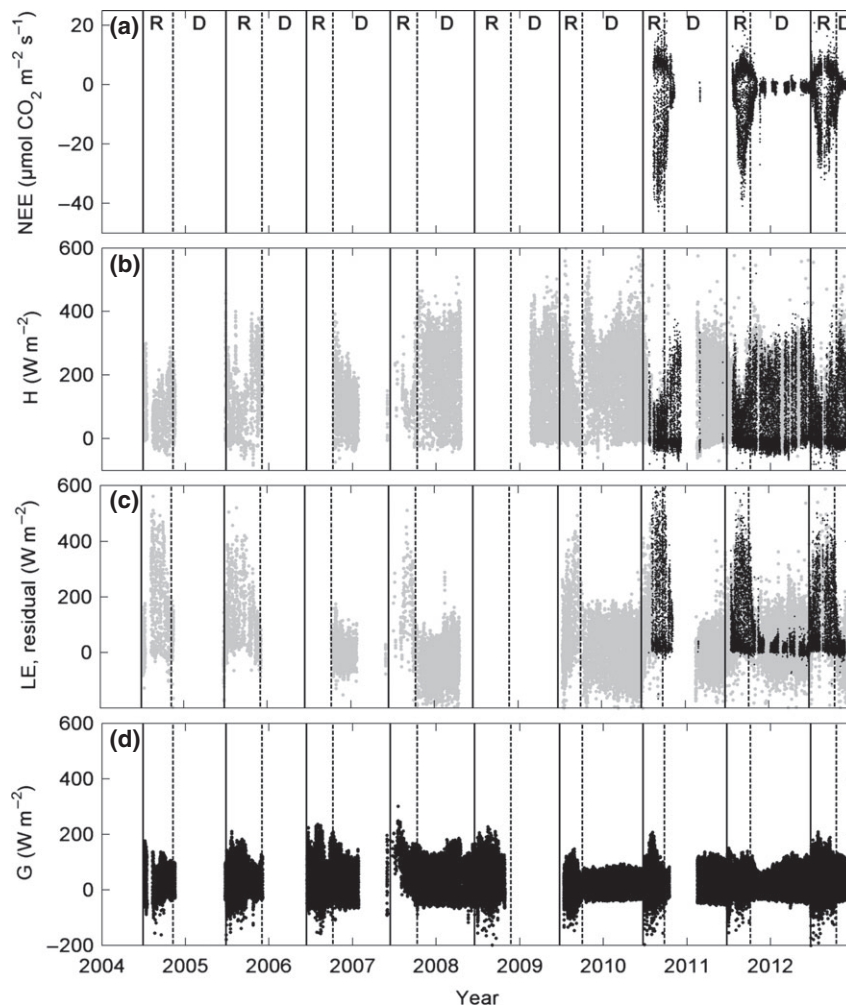 (a) R D R D R D R D R D R D R D R D R D
20
0
−20
−40
NEE (μmol CO₂ m⁻² s⁻¹)
(b)
600
400
200
0
H (W m⁻²)
(c)
600
400
200
0
LE, residual (W m⁻²)
(d)
600
400
200
0
−200
G (W m⁻²)
2004 2005 2006 2007 2008 2009 2010 2011 2012
Year